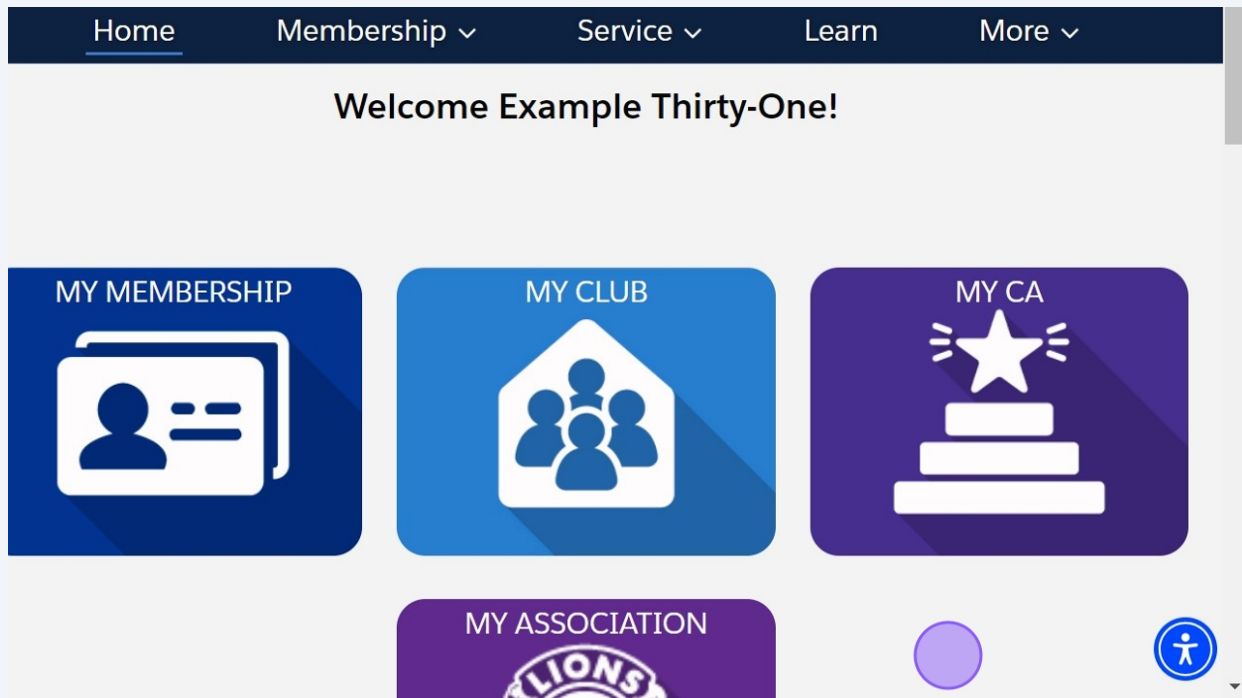 Home Membership Service Learn More
Welcome Example Thirty-One!
MY MEMBERSHIP MY CLUB MY CA
MY ASSOCIATION
LIONS